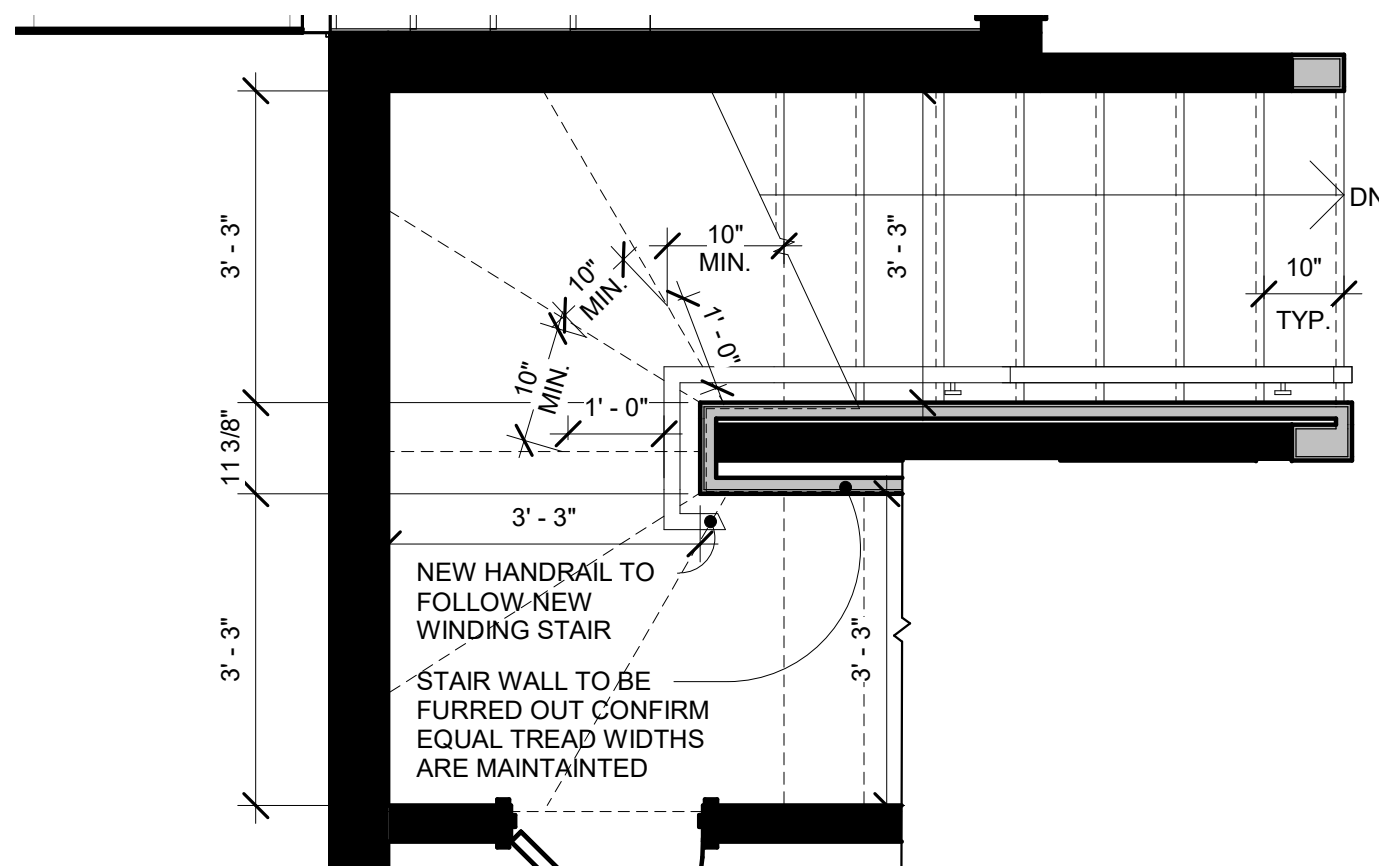 3' - 3"
11 3/8"
3' - 3"
10"
MIN.
10"
MIN.
10"
MIN.
1' - 0"
1' - 0"
3' - 3"
DN
10"
TYP.
3' - 3"
3' - 3"
NEW HANDRAIL TO
FOLLOW NEW
WINDING STAIR
STAIR WALL TO BE
FURRED OUT CONFIRM
EQUAL TREAD WIDTHS
ARE MAINTAINTED